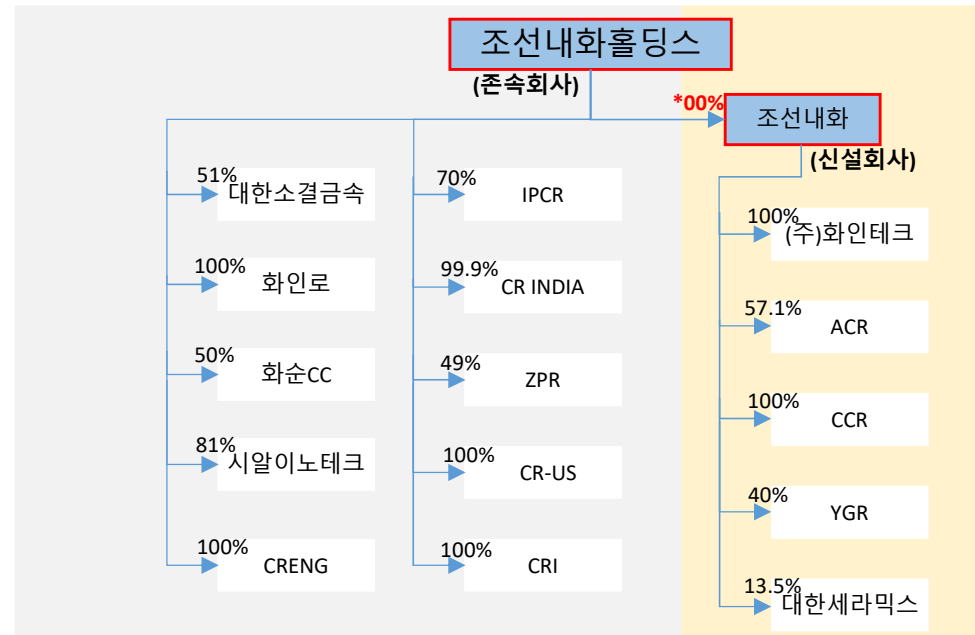 조선내화홀딩스
(존속회사)
*00%
조선내화
(신설회사)
51%
대한소결금속
100%
화인로
50%
화순CC
81%
시알이노테크
100%
CRENG
70%
IPCR
99.9%
CR INDIA
49%
ZPR
100%
CR-US
100%
CRI
100%
(주)화인테크
57.1%
ACR
100%
CCR
40%
YGR
13.5%
대한세라믹스